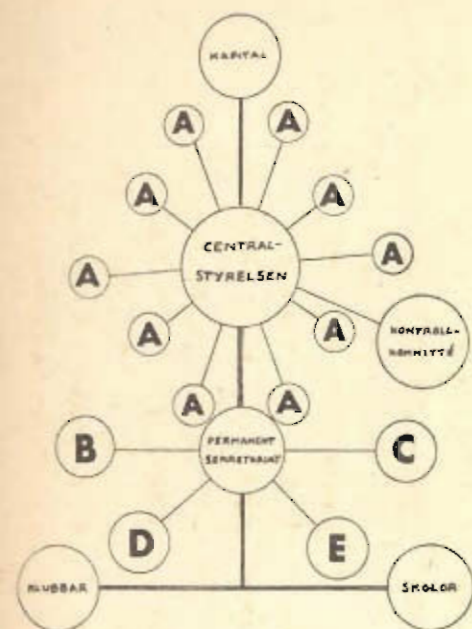 KAPITAL
A
A
A
A
CENTRAL-
STYRELSEN
A
A
A
A
KONTROLL-
KOMMITTÉ
A
A
PERMANENT
SEKRETARIAT
B
C
D
E
KLUBBAR
SKOLOR